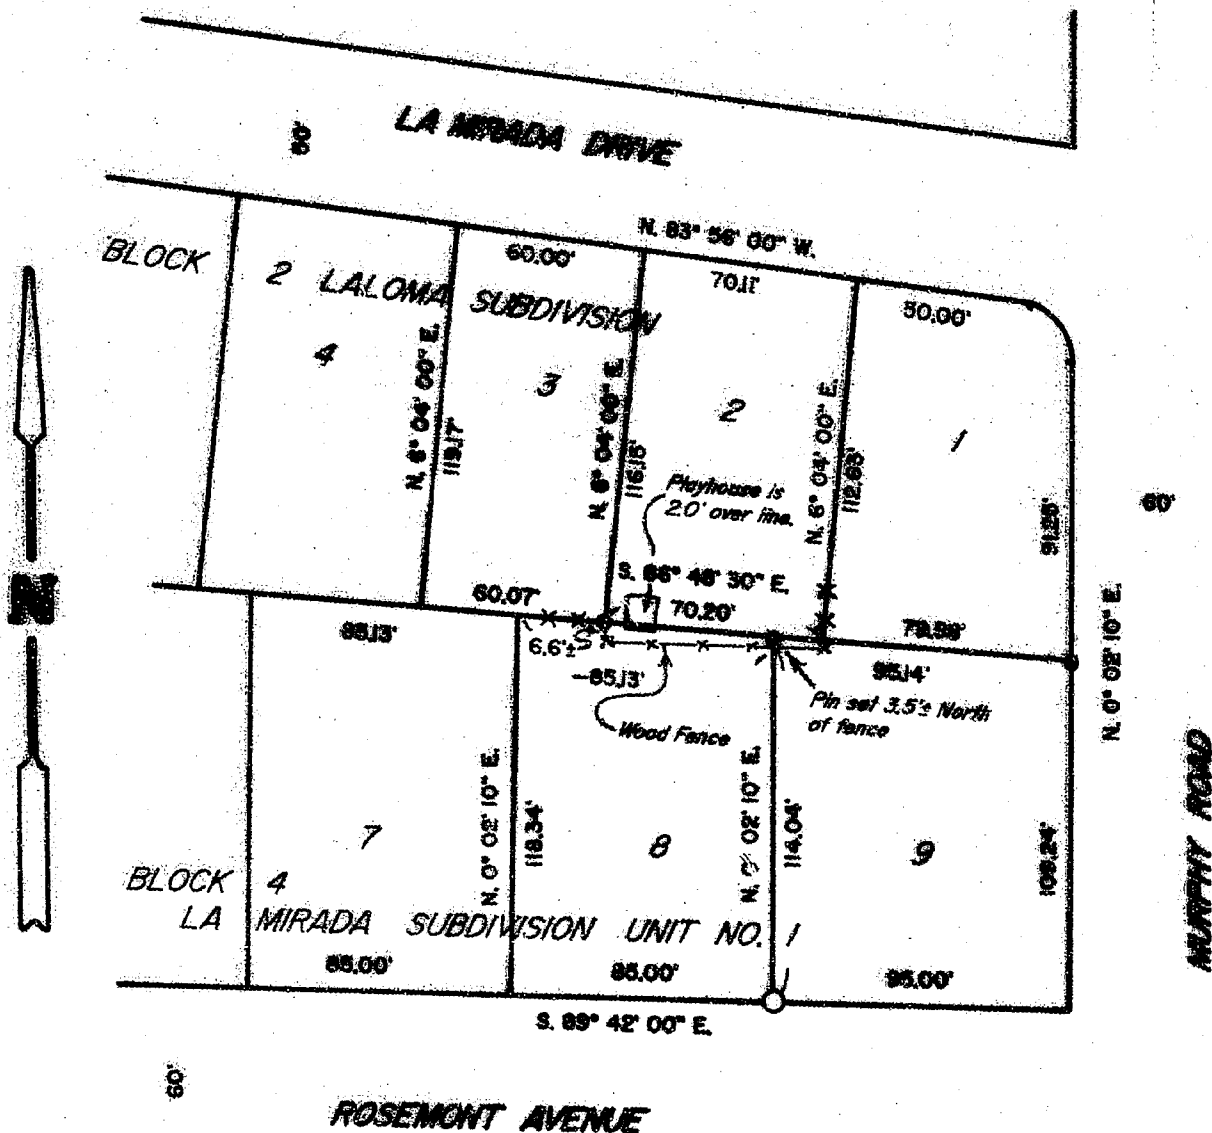 LA MIRADA DRIVE
60'
N. 83° 56' 00" W.
60.00'
70.11'
50.00'
BLOCK 2 LALOMA SUBDIVISION
4
3
2
1
N. 6° 04' 00" E.
119.17'
N. 6° 04' 00" E.
116.15'
N. 6° 04' 00" E.
112.63'
Playhouse is
2.0' over line.
91.25'
60'
S. 86° 48' 30" E.
60.07'
70.20'
79.58'
85.13'
6.6'±
85.13'
95.14'
Pin set 3.5'± North
of fence
Wood Fence
N. 0° 02' 10" E.
N. 0° 02' 10" E.
118.34'
N. 0° 02' 10" E.
114.04'
109.24'
MURPHY ROAD
N
7
8
9
BLOCK 4
LA MIRADA SUBDIVISION UNIT NO. 1
85.00'
85.00'
95.00'
S. 89° 42' 00" E.
60'
ROSEMONT AVENUE